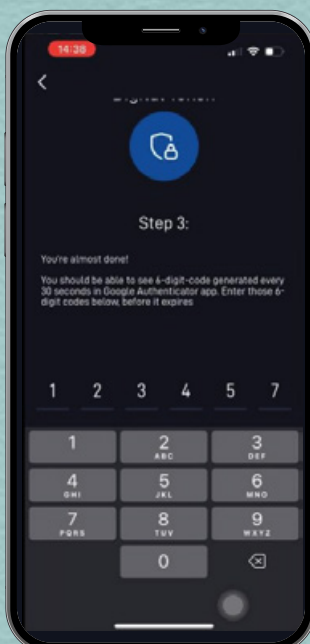 14:38
Step 3:
You're almost done!
You should be able to see 6-digit-code generated every
30 seconds in Google Authenticator app. Enter those 6-
digit codes below, before it expires
1 2 3 4 5 7
1 2 3
ABC DEF
4 5 6
GHI JKL MNO
7 8 9
PQRS TUV WXYZ
0